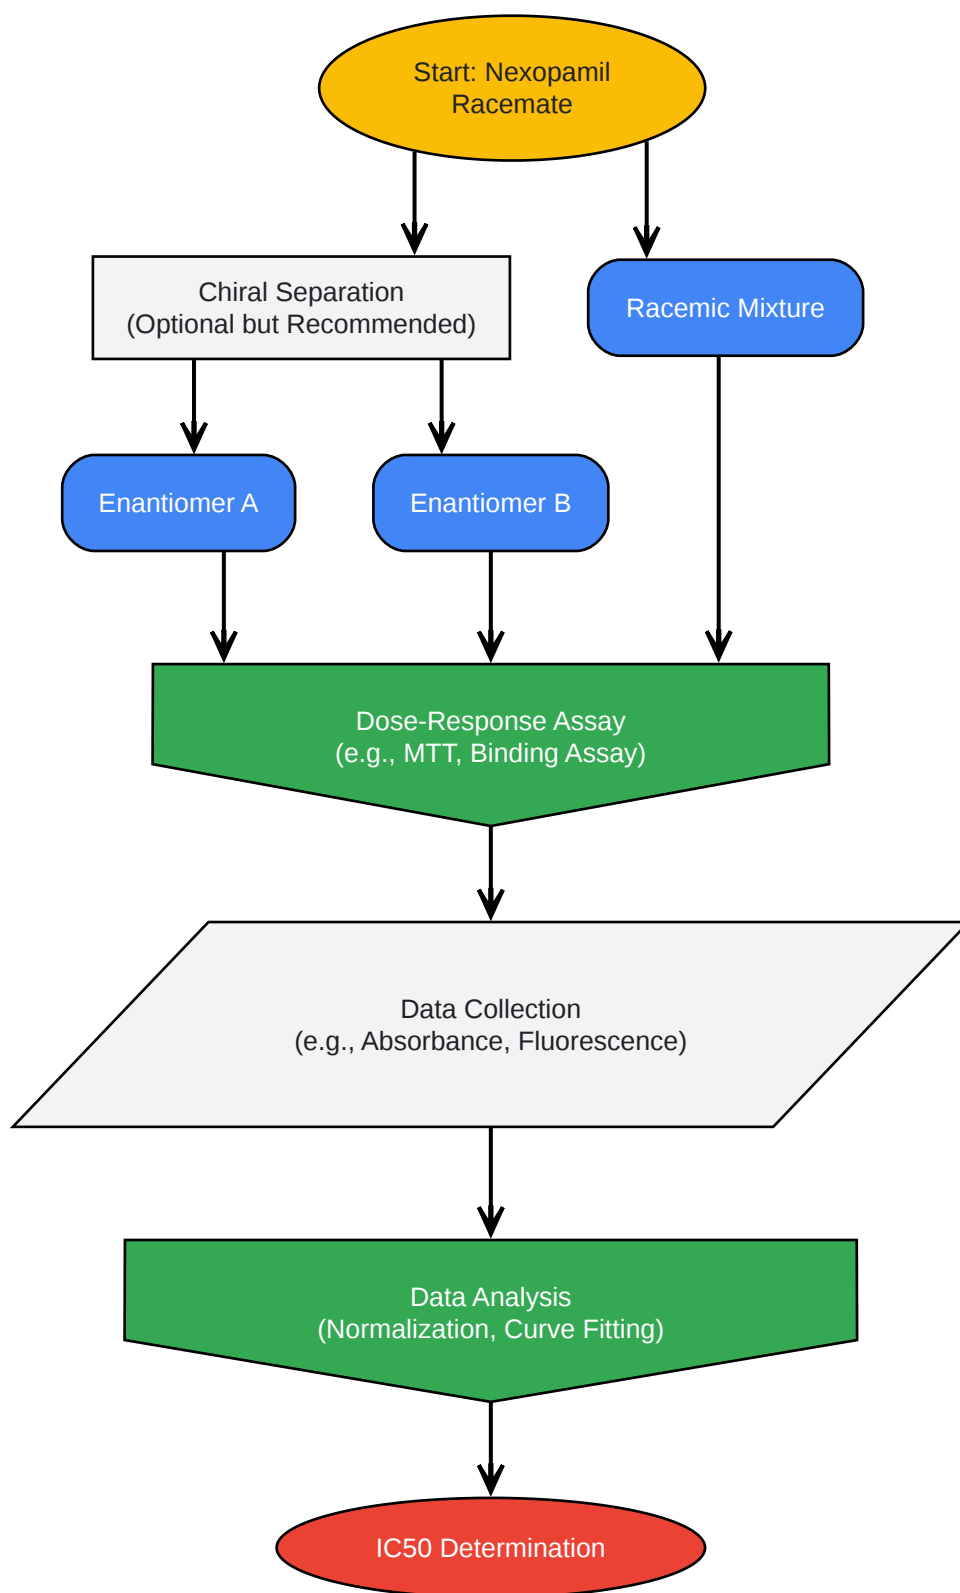 Start: Nexopamil
Racemate
Chiral Separation
(Optional but Recommended)
Racemic Mixture
Enantiomer A
Enantiomer B
Dose-Response Assay
(e.g., MTT, Binding Assay)
Data Collection
(e.g., Absorbance, Fluorescence)
Data Analysis
(Normalization, Curve Fitting)
IC50 Determination